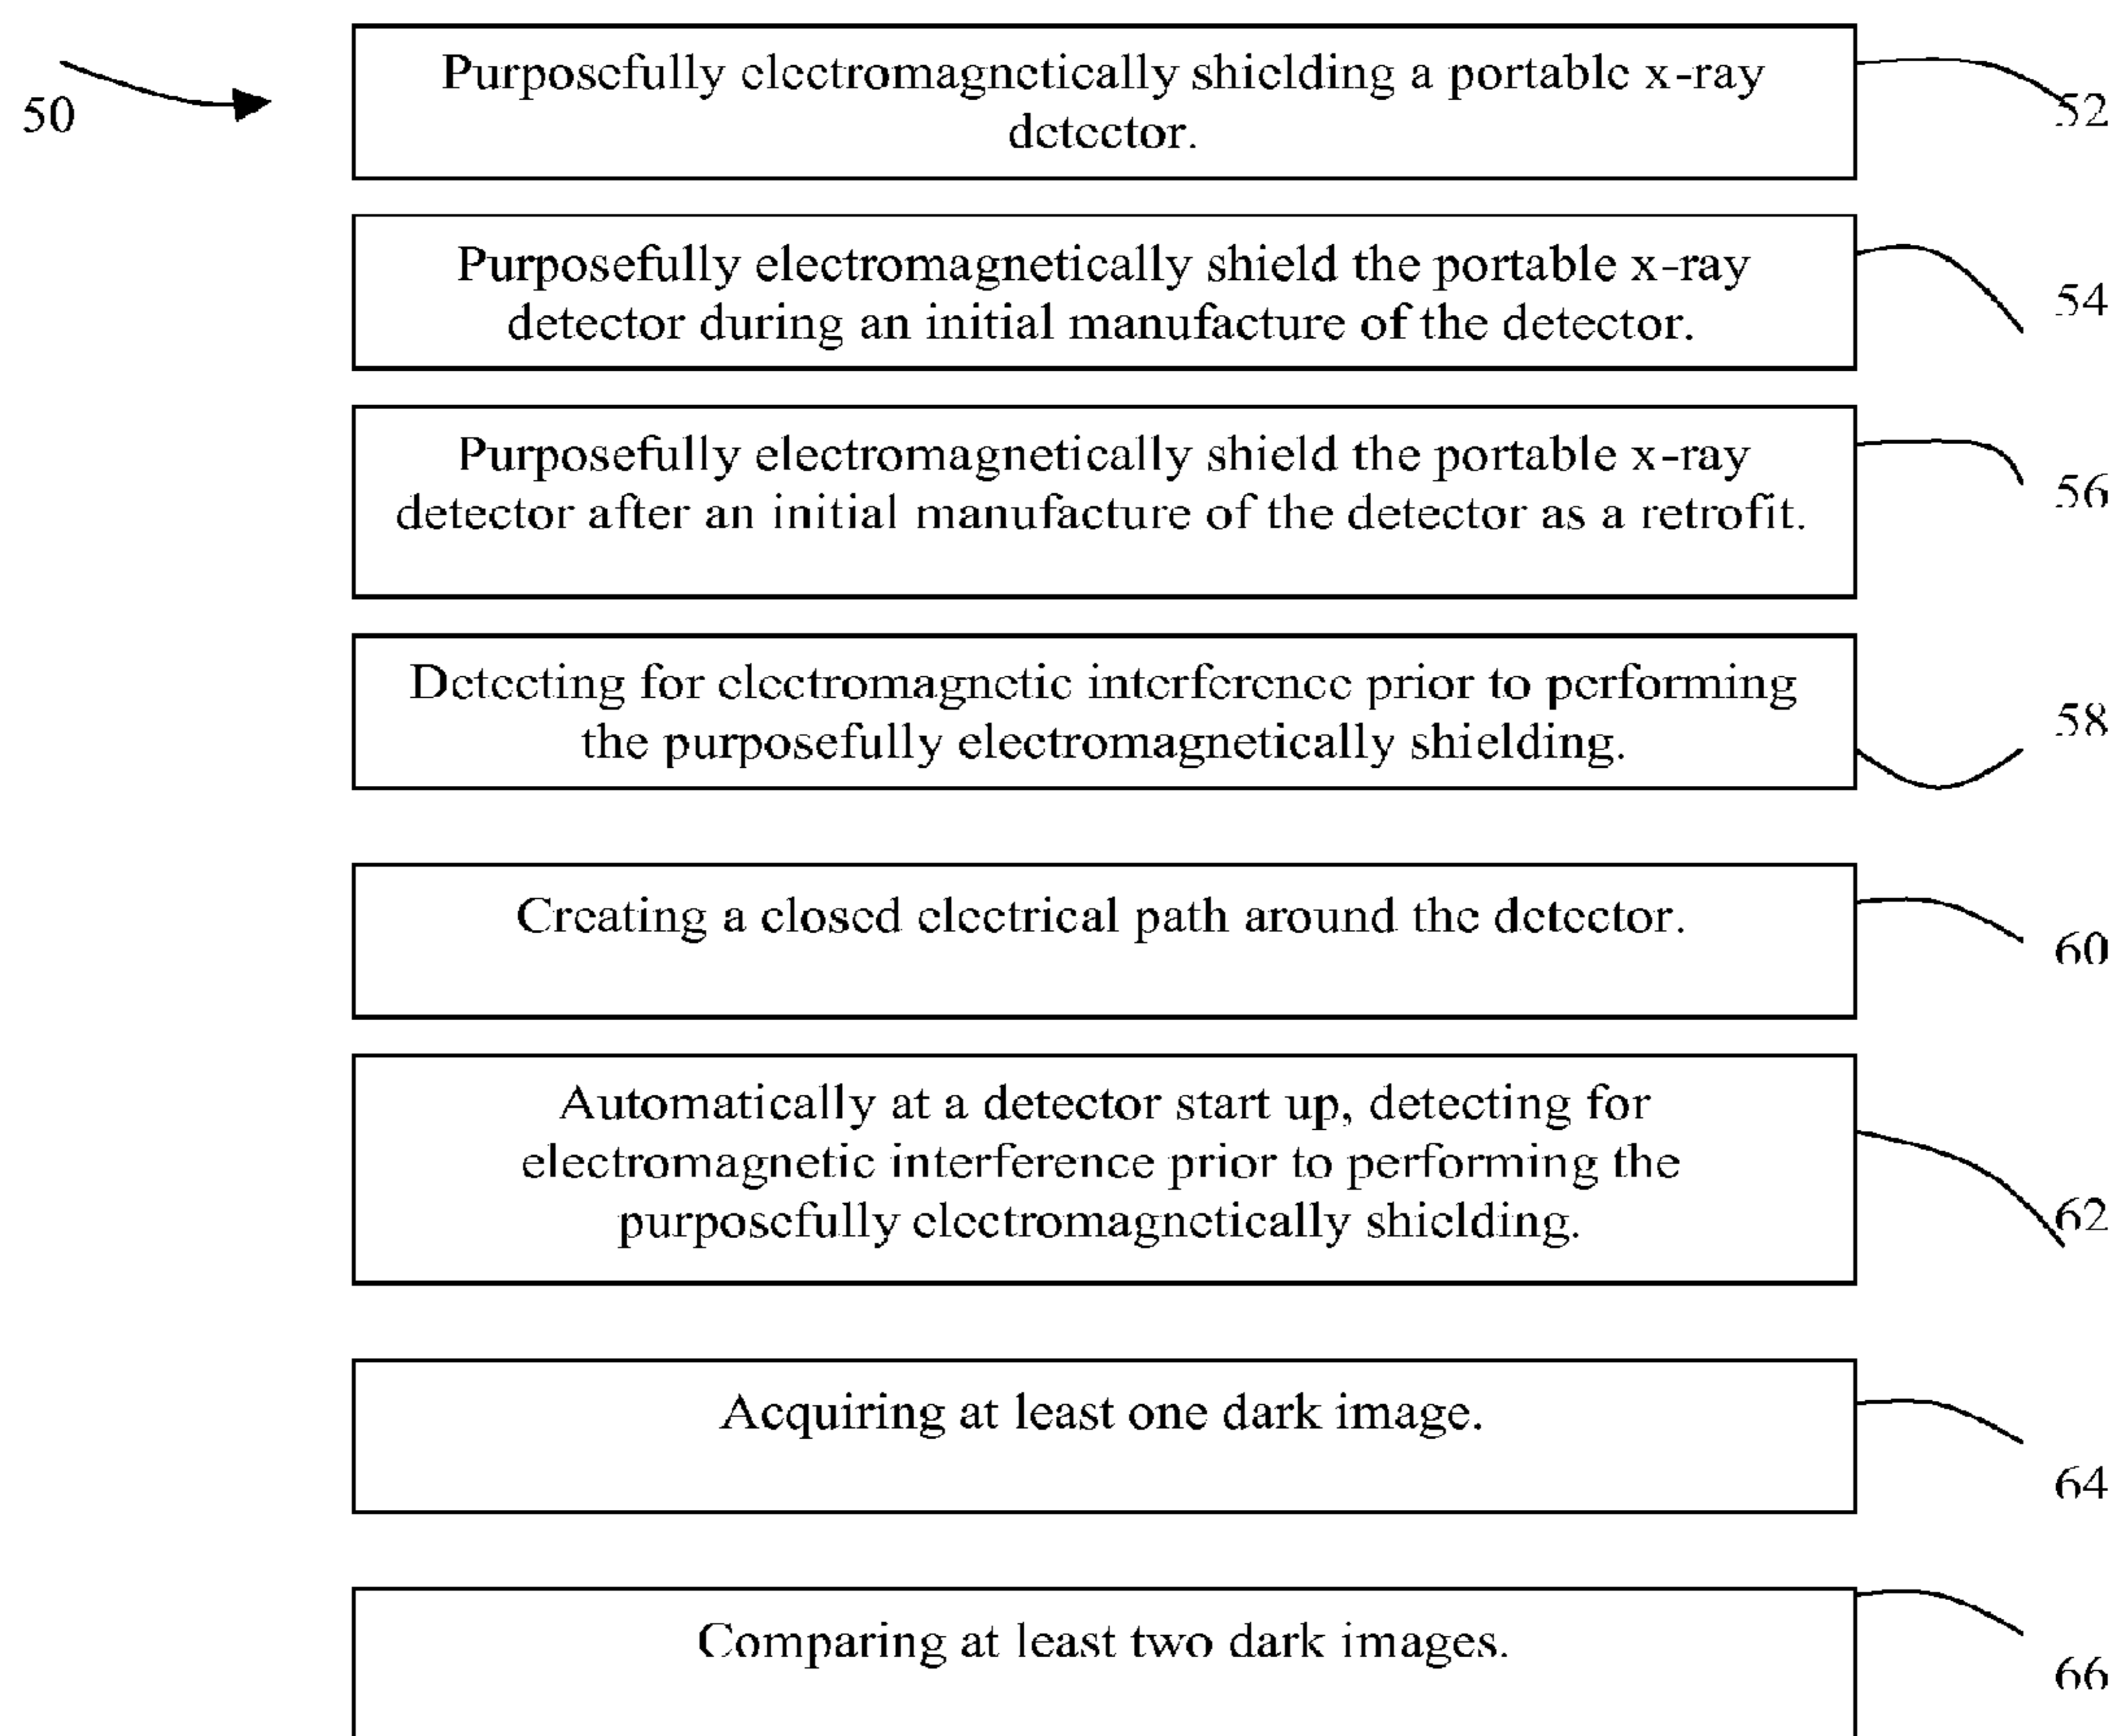 50
Purposefully electromagnetically shielding a portable x-ray
detector.
52
Purposefully electromagnetically shield the portable x-ray
detector during an initial manufacture of the detector.
54
Purposefully electromagnetically shield the portable x-ray
detector after an initial manufacture of the detector as a retrofit.
56
Detecting for electromagnetic interference prior to performing
the purposefully electromagnetically shielding.
58
Creating a closed electrical path around the detector.
60
Automatically at a detector start up, detecting for
electromagnetic interference prior to performing the
purposefully electromagnetically shielding.
62
Acquiring at least one dark image.
64
Comparing at least two dark images.
66